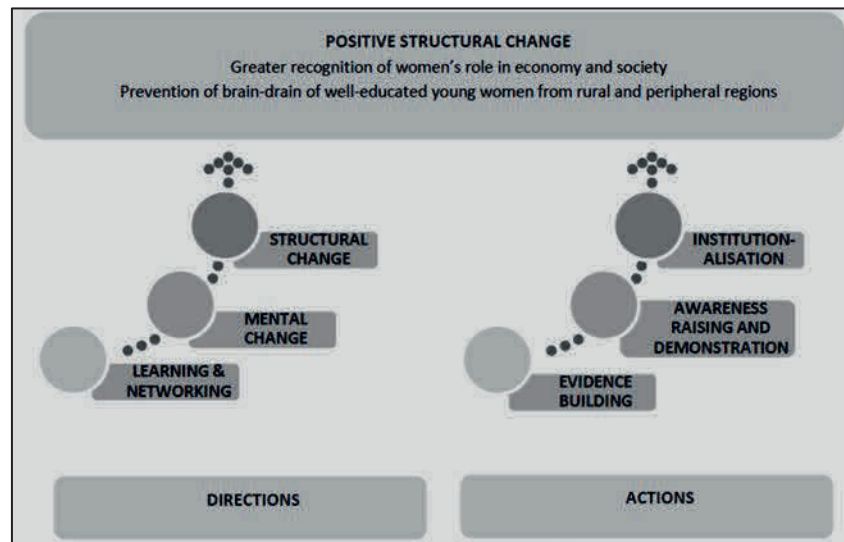 POSITIVE STRUCTURAL CHANGE
Greater recognition of women's role in economy and society
Prevention of brain-drain of well-educated young women from rural and peripheral regions
STRUCTURAL
CHANGE
MENTAL
CHANGE
LEARNING &
NETWORKING
INSTITUTION-
ALISATION
AWARENESS
RAISING AND
DEMONSTRATION
EVIDENCE
BUILDING
DIRECTIONS
ACTIONS